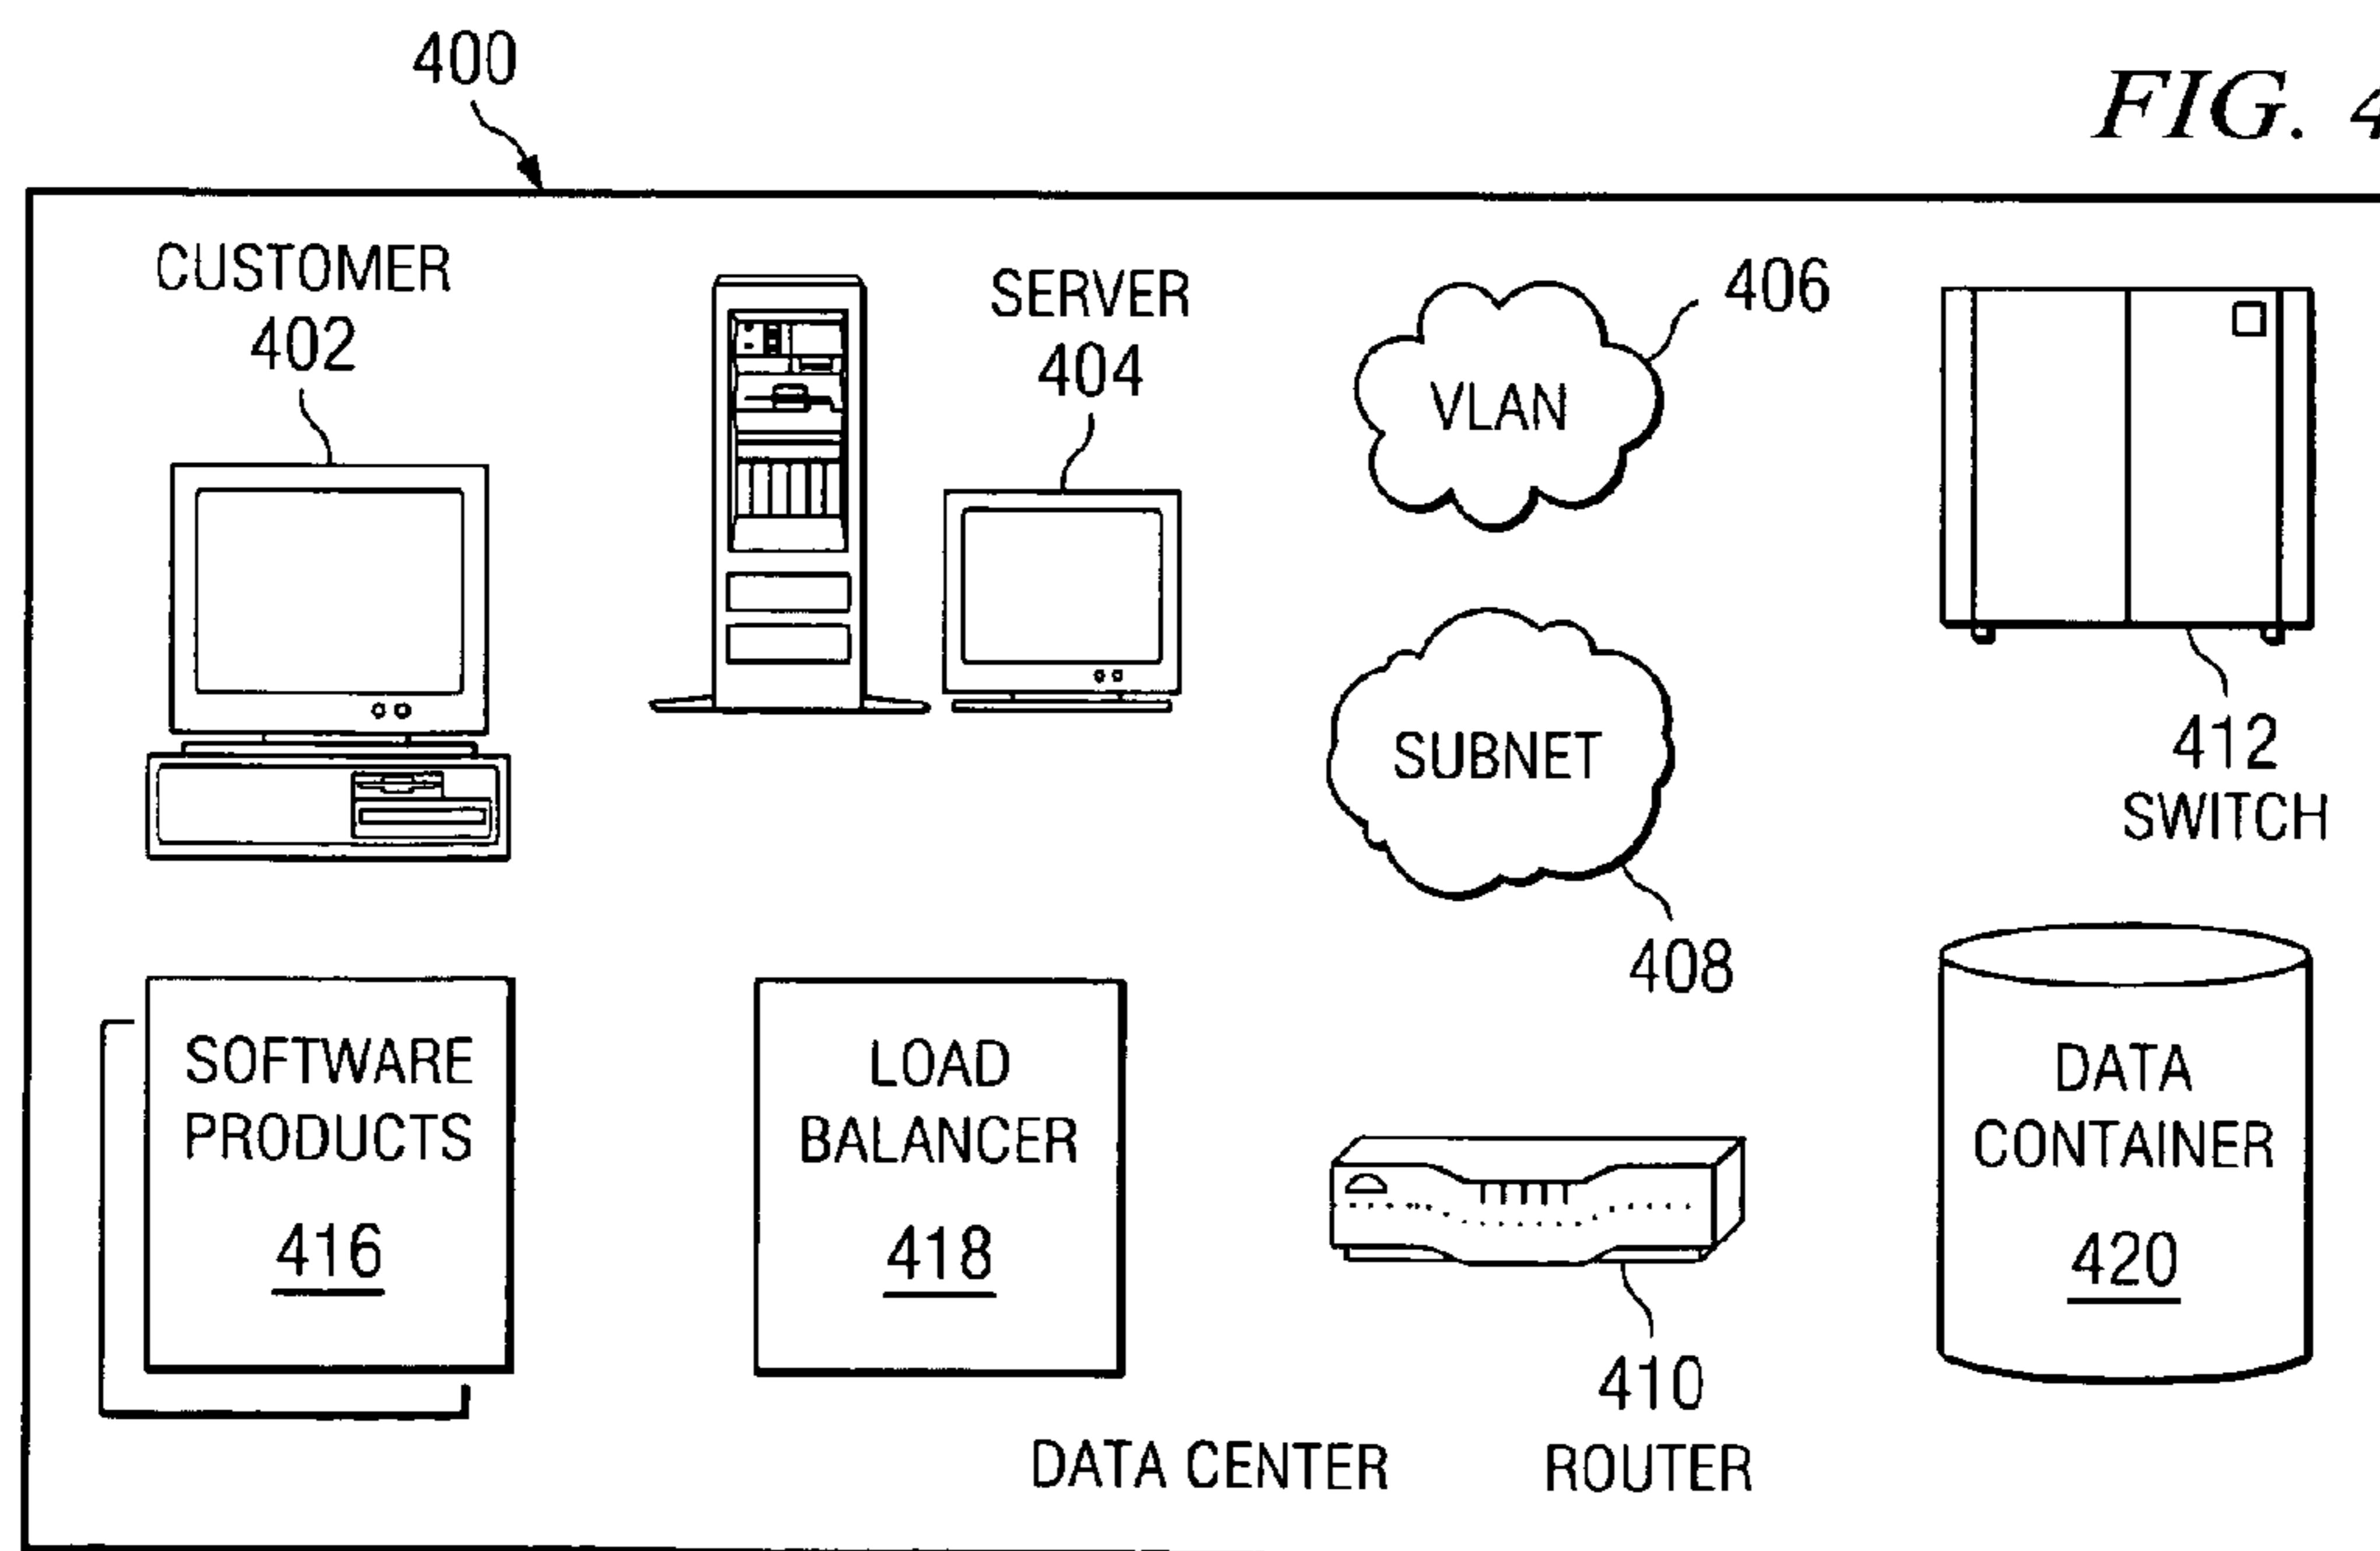 400
FIG. 4
CUSTOMER
402
SERVER
404
406
VLAN
SUBNET
408
412
SWITCH
SOFTWARE
PRODUCTS
416
LOAD
BALANCER
418
DATA
CONTAINER
420
410
ROUTER
DATA CENTER